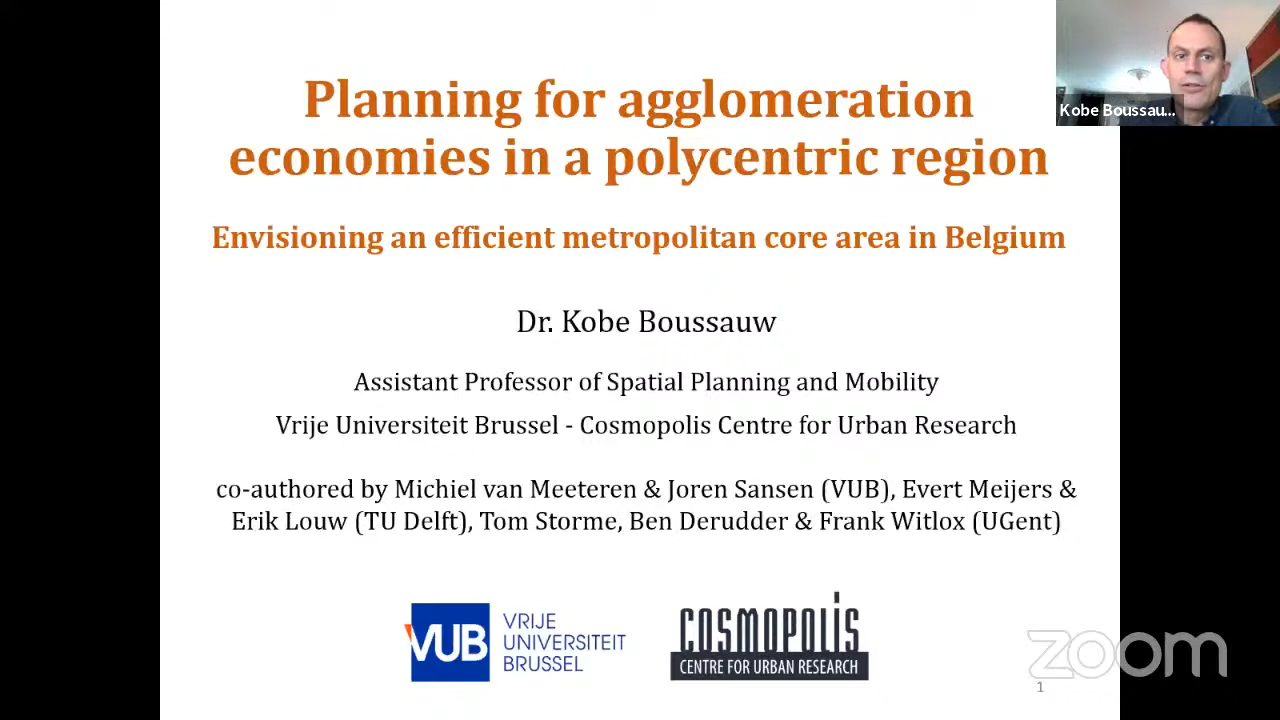 Planning for agglomeration
economies in a polycentric region
Envisioning an efficient metropolitan core area in Belgium
Dr. Kobe Boussauw
Assistant Professor of Spatial Planning and Mobility
Vrije Universiteit Brussel - Cosmopolis Centre for Urban Research
co-authored by Michiel van Meeteren & Joren Sansen (VUB), Evert Meijers &
Erik Louw (TU Delft), Tom Storme, Ben Derudder & Frank Witlox (UGent)
VUB
VRIJE
UNIVERSITEIT
BRUSSEL
COSMOPOLIS
CENTRE FOR URBAN RESEARCH
zoom
1
Kobe Boussau...